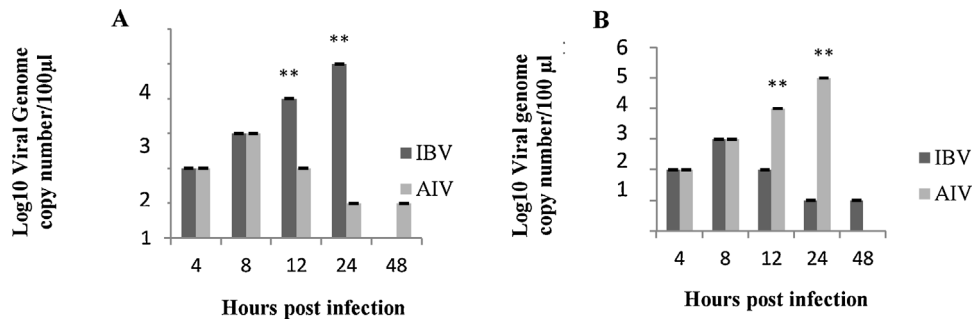 A
Log10 Viral Genome
copy number/100µl
4
3
2
1
**
**
IBV
AIV
4 8 12 24 48
Hours post infection
B
Log10 Viral genome
copy number/100 µl
6
5
4
3
2
1
**
**
IBV
AIV
4 8 12 24 48
Hours post infection